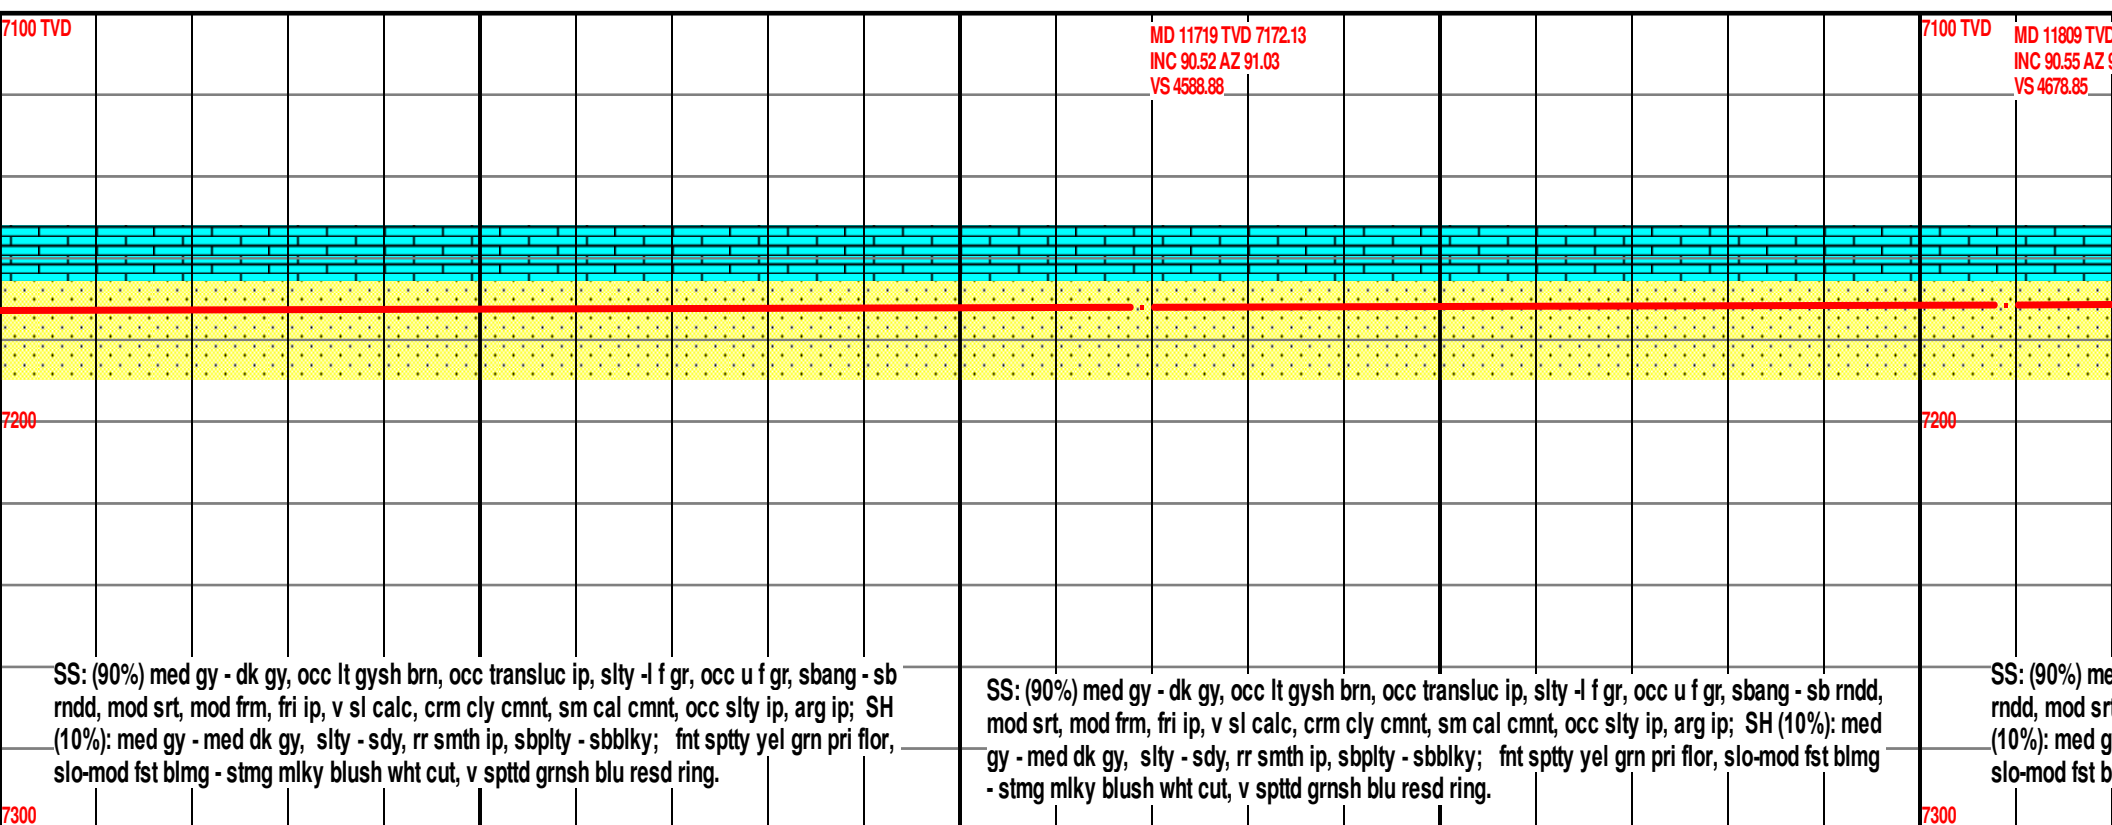 7100 TVD
MD 11719 TVD 7172.13
INC 90.52 AZ 91.03
VS 4588.88
7100 TVD
MD 11809 TVD
INC 90.55 AZ 9
VS 4678.85
7200
7200
SS: (90%) med gy - dk gy, occ lt gysh brn, occ transluc ip, slty -l f gr, occ u f gr, sbang - sb
rndd, mod srt, mod frm, fri ip, v sl calc, crm cly cmnt, sm cal cmnt, occ slty ip, arg ip;  SH
(10%): med gy - med dk gy,  slty - sdy, rr smth ip, sbplty - sbblky;   fnt sptty yel grn pri flor,
slo-mod fst blmg - stmg mlky blush wht cut, v spttd grnsh blu resd ring.
SS: (90%) med gy - dk gy, occ lt gysh brn, occ transluc ip, slty -l f gr, occ u f gr, sbang - sb rndd,
mod srt, mod frm, fri ip, v sl calc, crm cly cmnt, sm cal cmnt, occ slty ip, arg ip;  SH (10%): med
gy - med dk gy,  slty - sdy, rr smth ip, sbplty - sbblky;   fnt sptty yel grn pri flor, slo-mod fst blmg
- stmg mlky blush wht cut, v spttd grnsh blu resd ring.
SS: (90%) me
rndd, mod srt
(10%): med g
slo-mod fst b
7300
7300